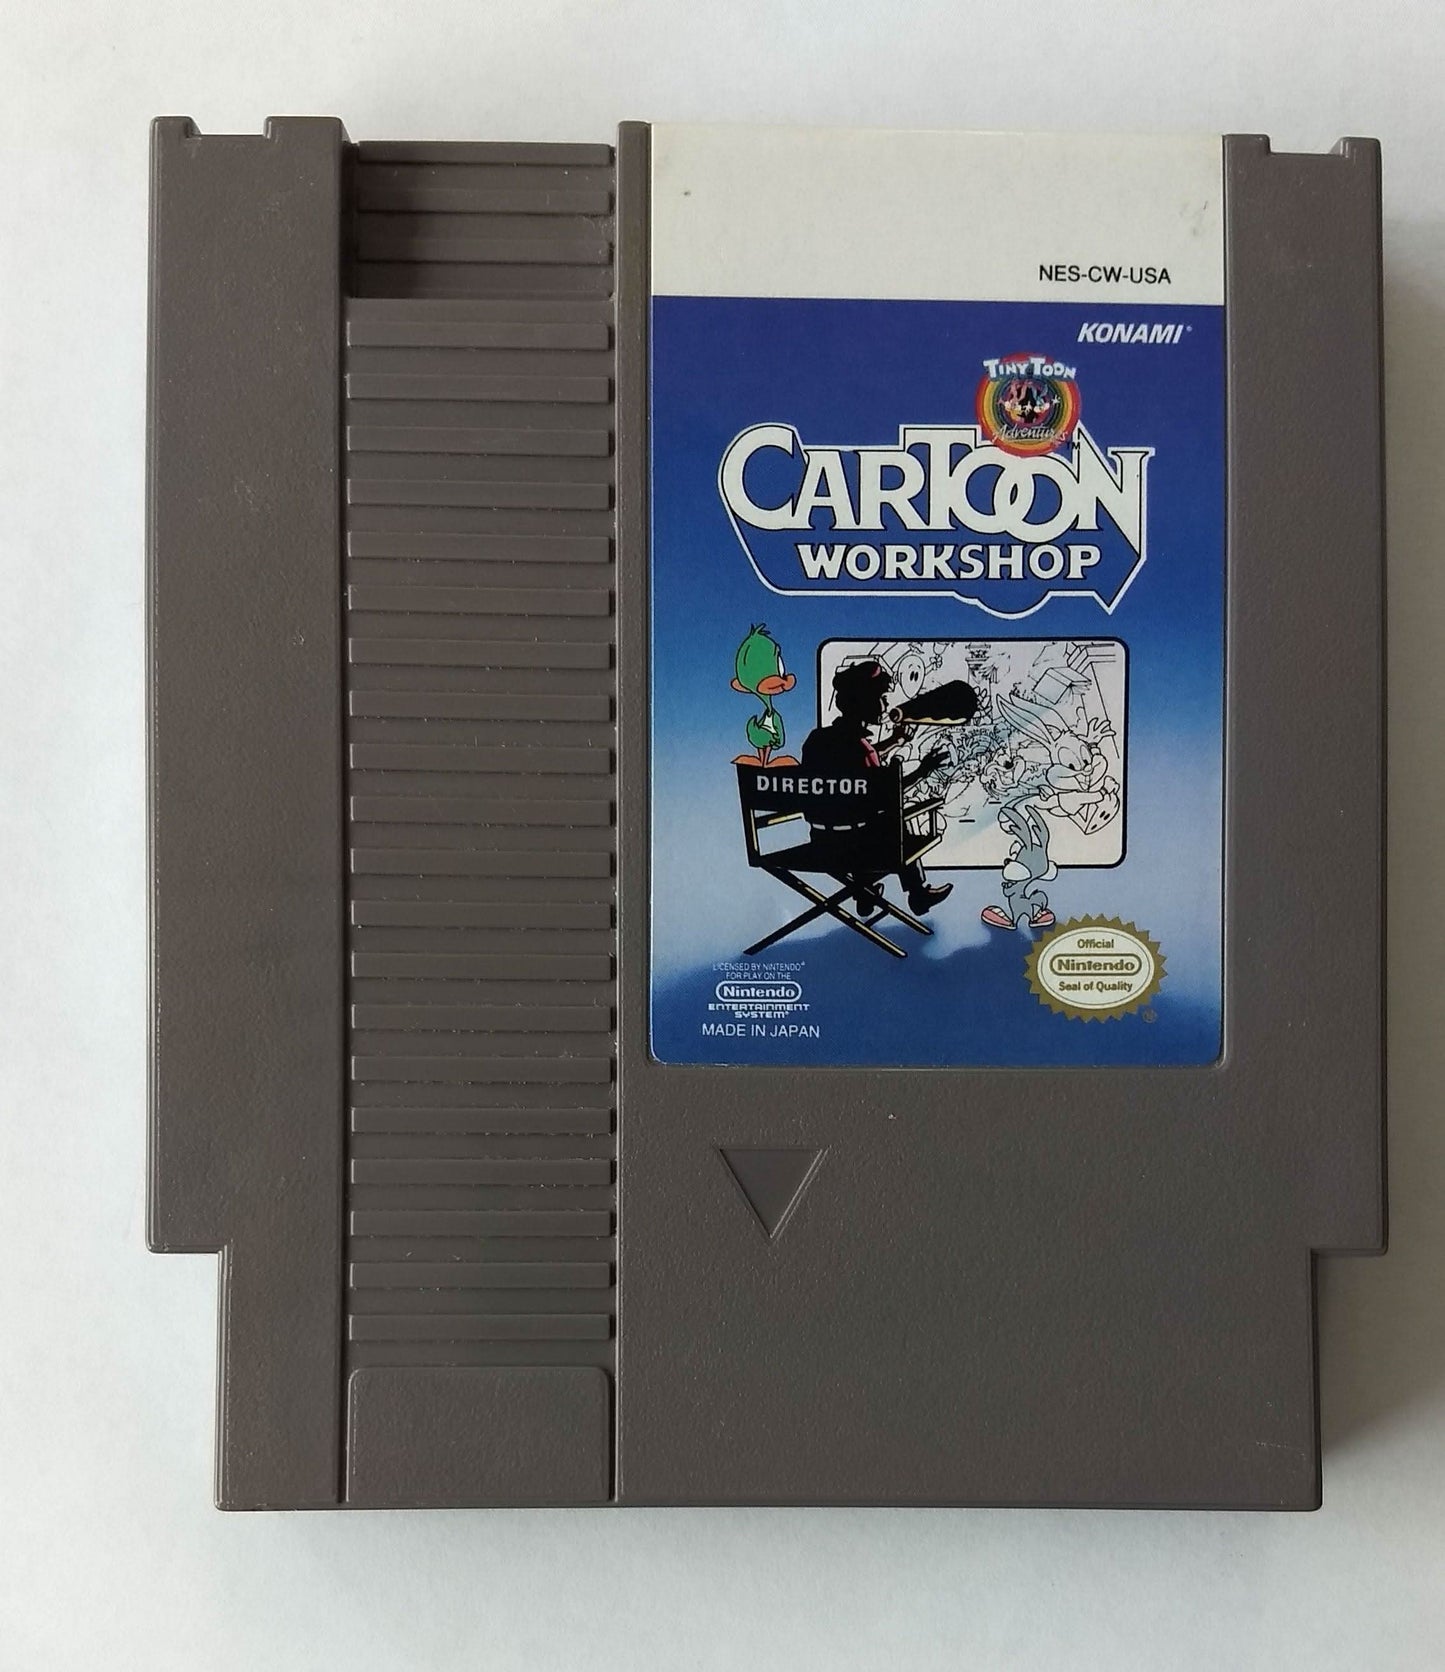 NES-CW-USA
KONAMI®
TINY TOON
Adventures™
CARTOON
WORKSHOP
DIRECTOR
LICENSED BY NINTENDO®
FOR PLAY ON THE
Nintendo
ENTERTAINMENT
SYSTEM®
MADE IN JAPAN
Official
Nintendo
Seal of Quality
®